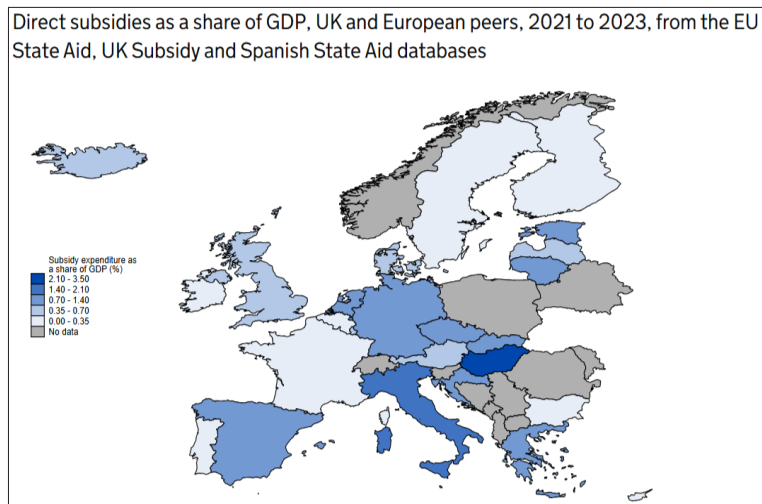 Direct subsidies as a share of GDP, UK and European peers, 2021 to 2023, from the EU
State Aid, UK Subsidy and Spanish State Aid databases
Subsidy expenditure as
a share of GDP (%)
2.10 - 3.50
1.40 - 2.10
0.70 - 1.40
0.35 - 0.70
0.00 - 0.35
No data